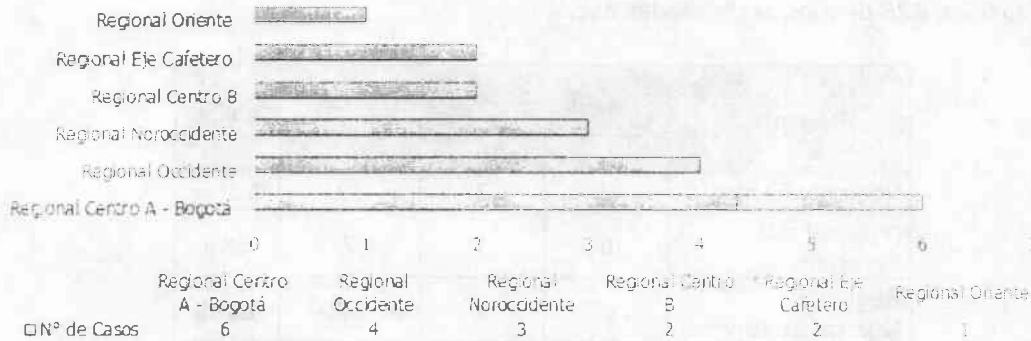 Regional Oriente
Regional Eje Cafetero
Regional Centro B
Regional Noroccidente
Regional Occidente
Regional Centro A - Bogotá
0 1 2 3 4 5 6
Regional Centro A - Bogotá Regional Occidente Regional Noroccidente Regional Centro B Regional Eje Cafetero Regional Oriente
Nº de Casos 6 4 3 2 2 1